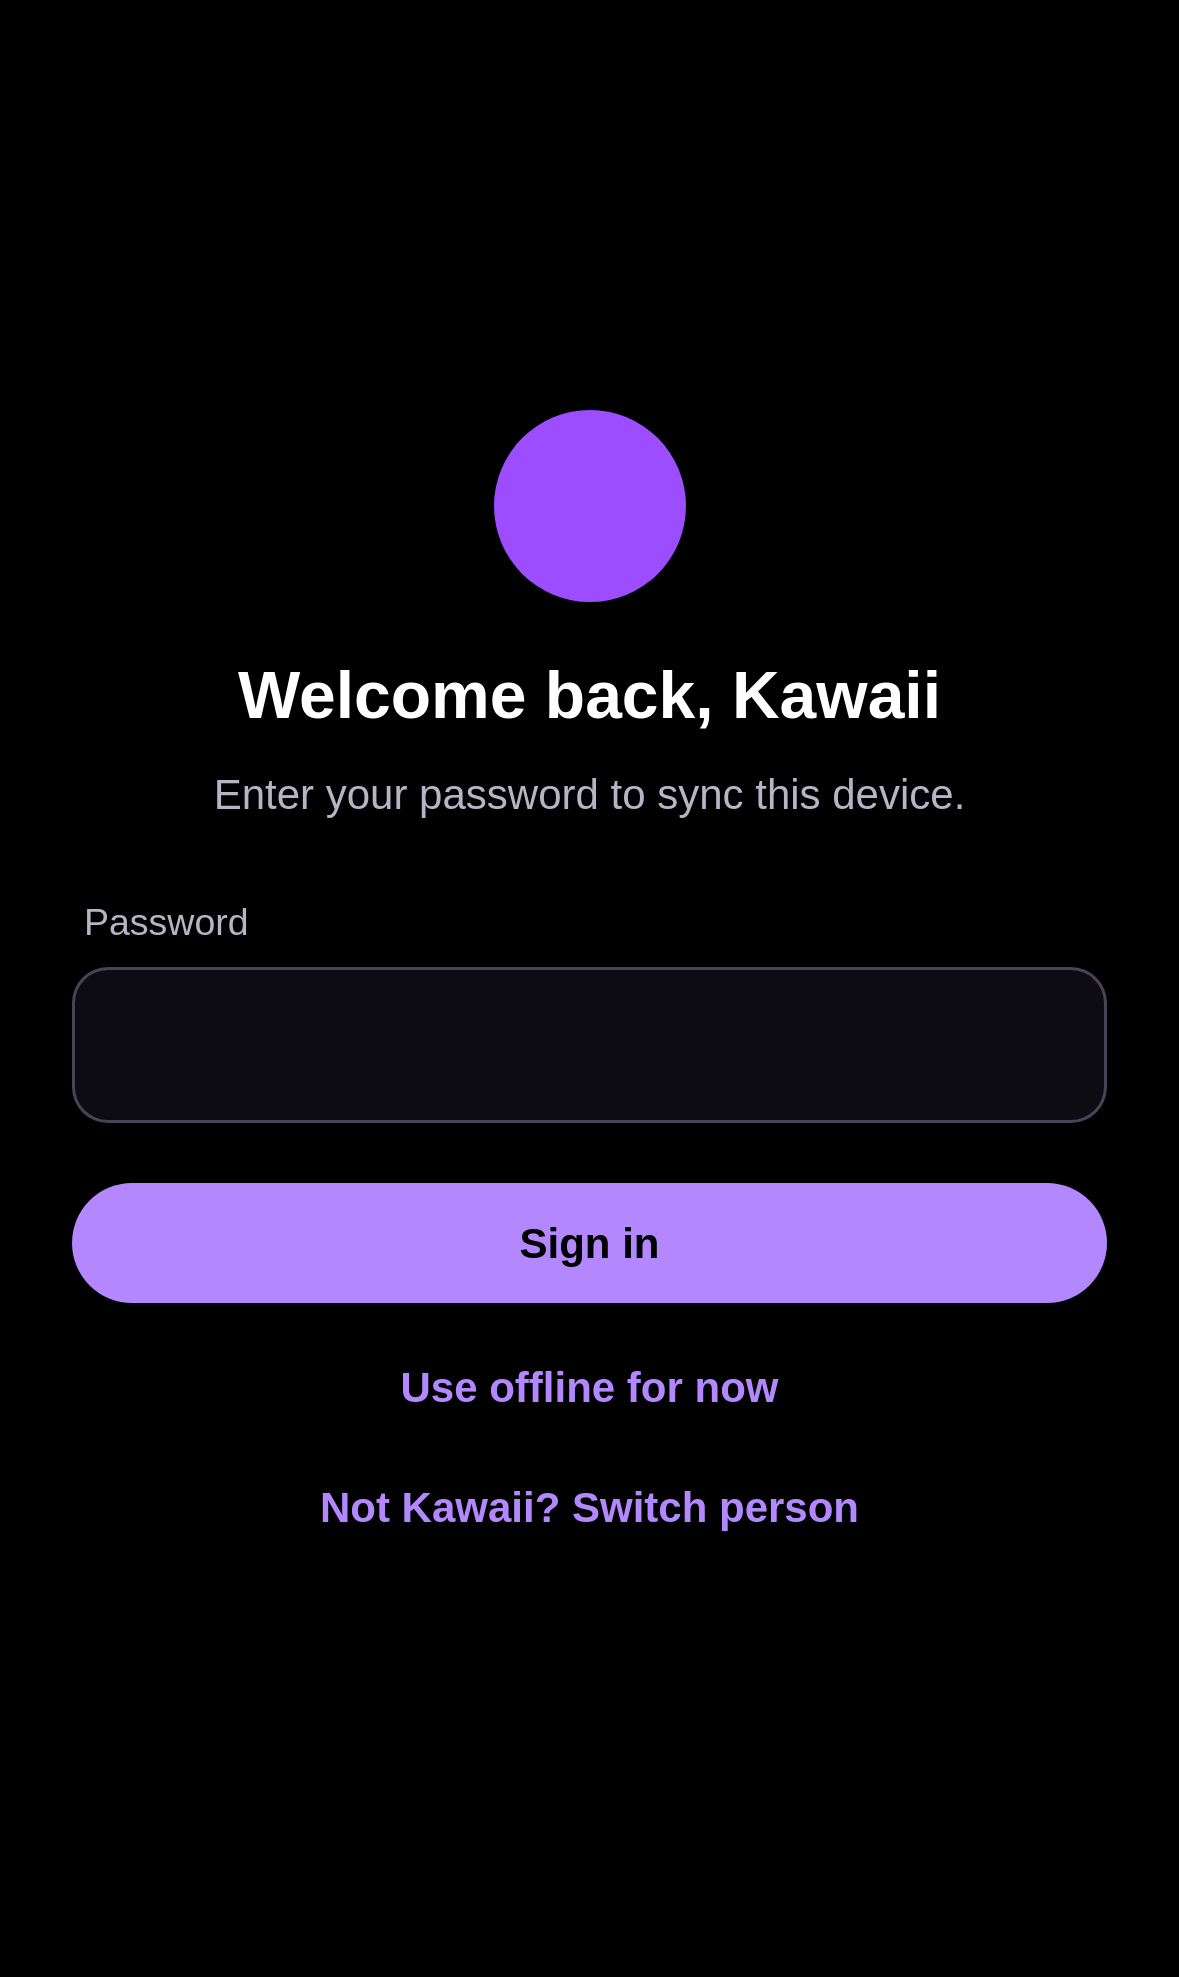 Welcome back, Kawaii
Enter your password to sync this device.
Password
Sign in
Use offline for now
Not Kawaii? Switch person